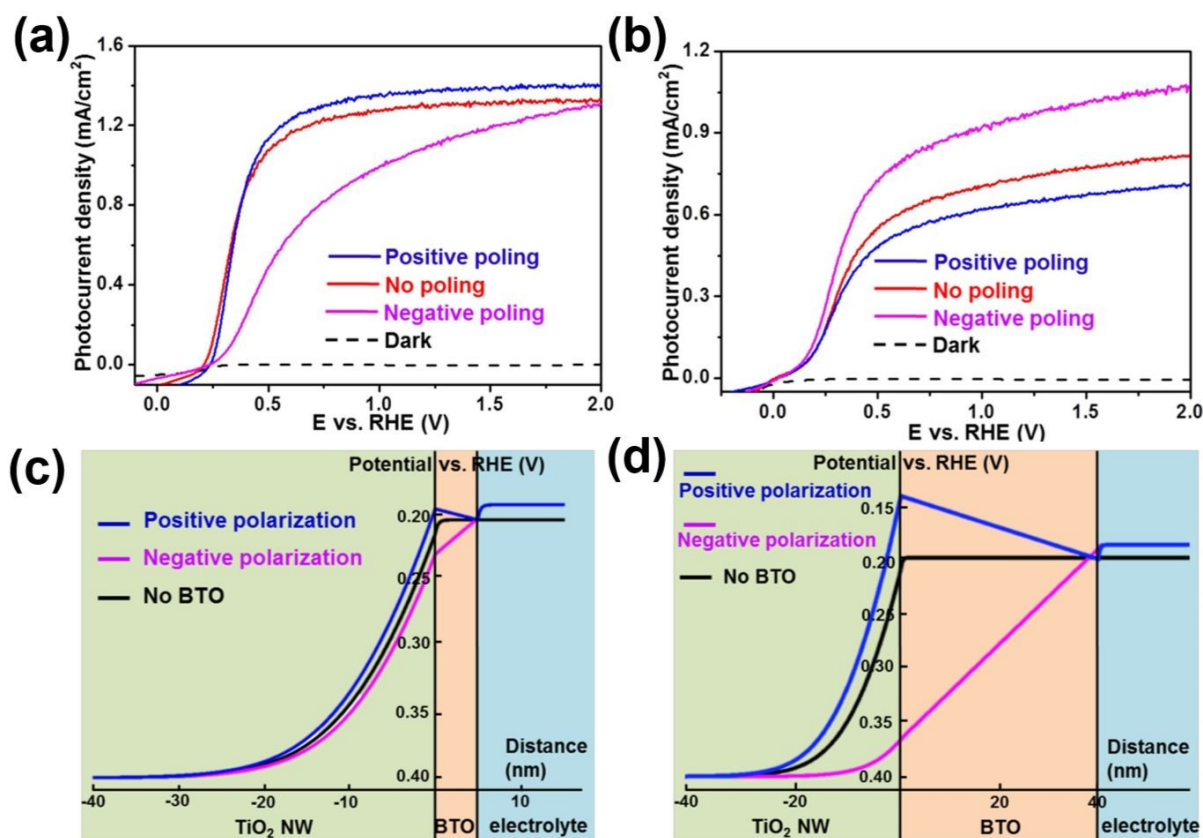 (a)
Photocurrent density (mA/cm²)
1.6
1.2
0.8
0.4
0.0
Positive poling
No poling
Negative poling
Dark
0.0 0.5 1.0 1.5 2.0
E vs. RHE (V)
(b)
Photocurrent density (mA/cm²)
1.2
0.9
0.6
0.3
0.0
Positive poling
No poling
Negative poling
Dark
0.0 0.5 1.0 1.5 2.0
E vs. RHE (V)
(c)
Potential vs. RHE (V)
Positive polarization
Negative polarization
No BTO
0.20
0.25
0.30
0.35
0.40
Distance
(nm)
-40 -30 -20 -10 10
TiO₂ NW BTO electrolyte
(d)
Potential vs. RHE (V)
Positive polarization
Negative polarization
No BTO
0.15
0.20
0.25
0.30
0.35
0.40
Distance
(nm)
-40 -20 20 40
TiO₂ NW BTO electrolyte